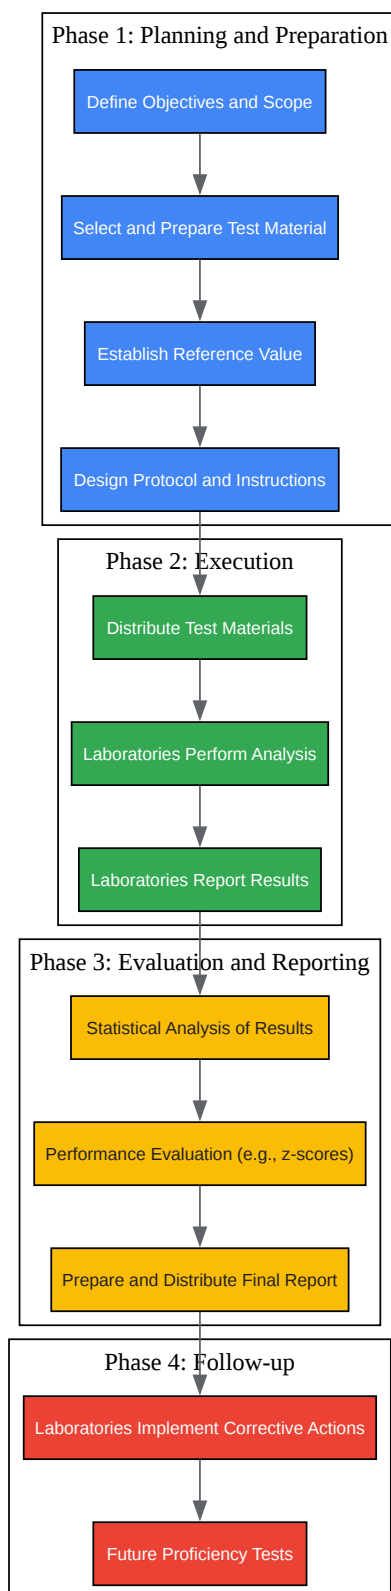 Phase 1: Planning and Preparation
Define Objectives and Scope
Select and Prepare Test Material
Establish Reference Value
Design Protocol and Instructions
Phase 2: Execution
Distribute Test Materials
Laboratories Perform Analysis
Laboratories Report Results
Phase 3: Evaluation and Reporting
Statistical Analysis of Results
Performance Evaluation (e.g., z-scores)
Prepare and Distribute Final Report
Phase 4: Follow-up
Laboratories Implement Corrective Actions
Future Proficiency Tests